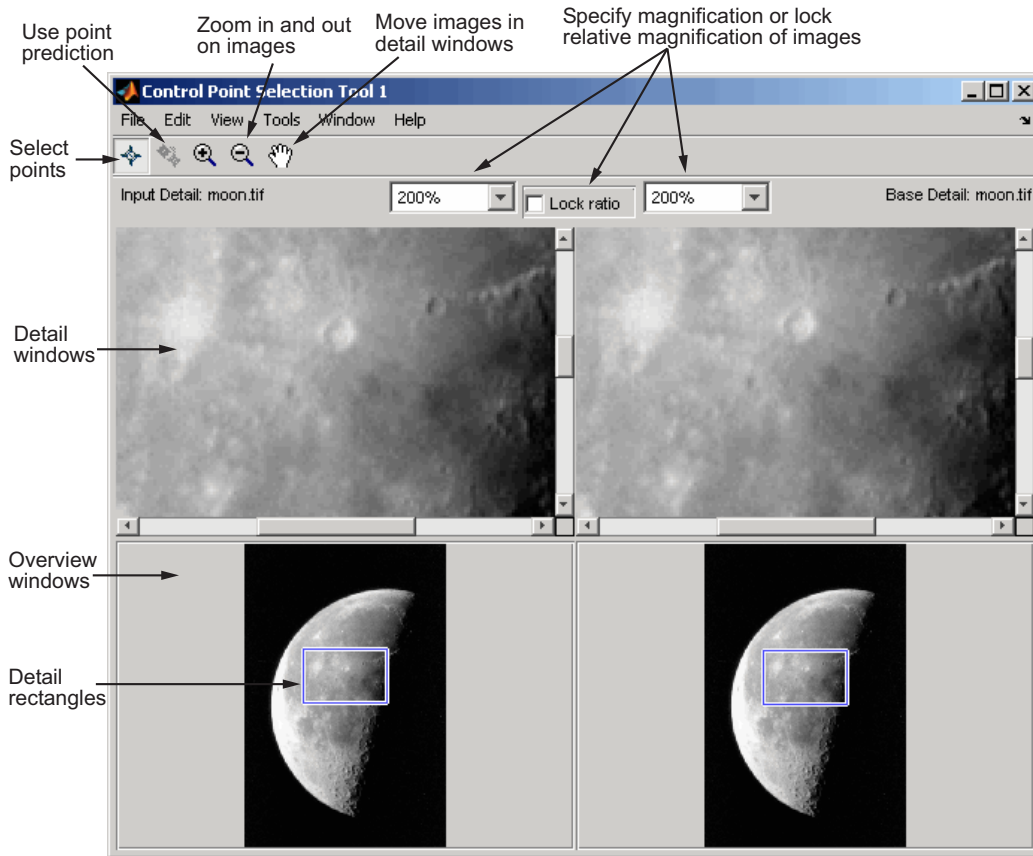 Use point
prediction
Zoom in and out
on images
Move images in
detail windows
Specify magnification or lock
relative magnification of images
Control Point Selection Tool 1
File Edit View Tools Window Help
Select
points
Input Detail: moon.tif
200%
Lock ratio
200%
Base Detail: moon.tif
Detail
windows
Overview
windows
Detail
rectangles